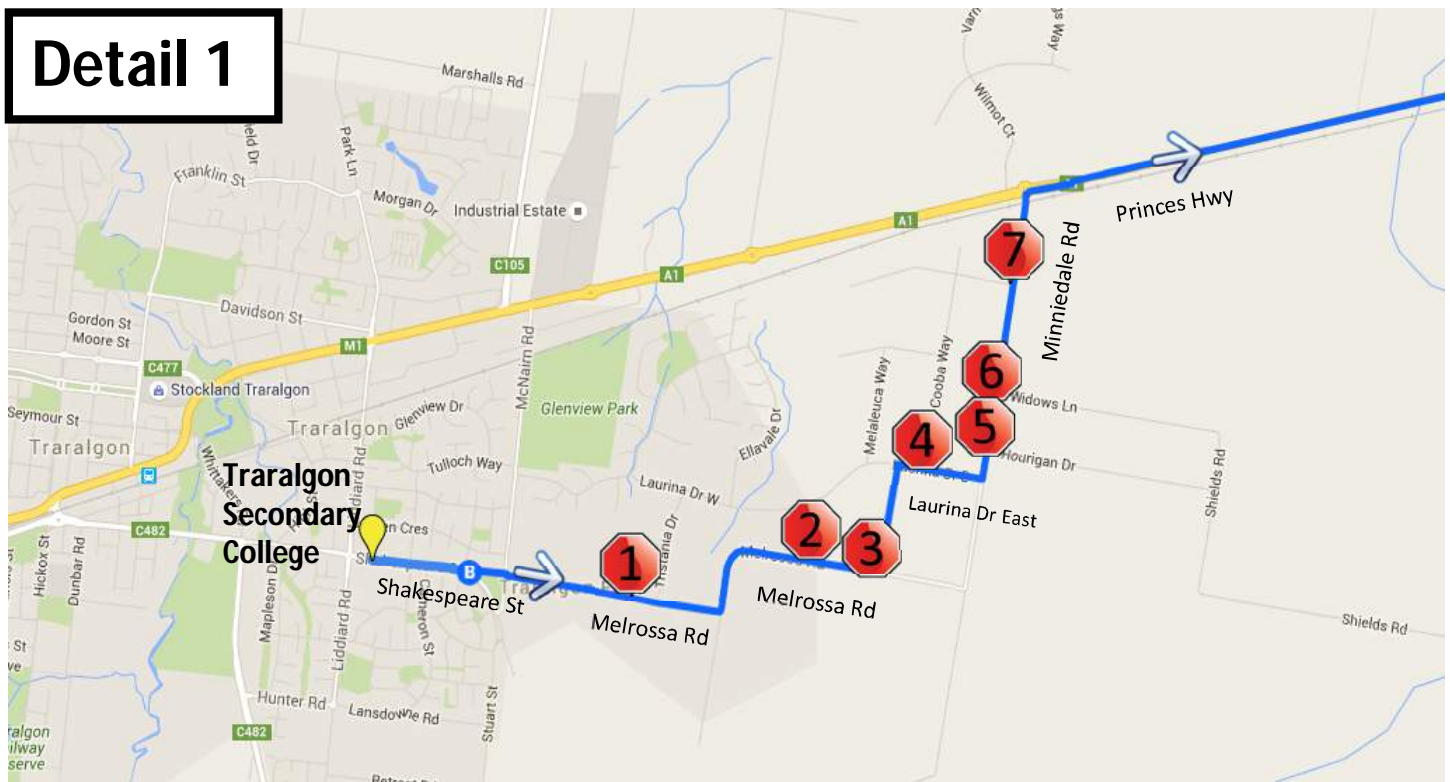 Detail 1
Marshalls Rd
Park Ln
Franklin St
Morgan Dr
Industrial Estate
Wilmot Ct
C105
A1
A1
Princes Hwy
7
Minniedale Rd
Davidson St
Gordon St
Moore St
M1
C477
Stockland Traralgon
McNairn Rd
Seymour St
Traralgon
Traralgon
Glenview Dr
Glenview Park
Tulloch Way
Ellavale Dr
Melaleuca Way
Cooba Way
6
Widows Ln
5
4
Hourigan Dr
Shields Rd
Laurina Dr East
Laurina Dr W
Tristania Dr
Traralgon
Secondary
College
Liddiard Rd
C482
Hickox St
Dunbar Rd
Mapleson Dr
B
Shakespeare St
Cameron St
1
Melrossa Rd
2
3
Melrossa Rd
Shields Rd
Liddiard Rd
Hunter Rd
Lansdowne Rd
Stuart St
C482